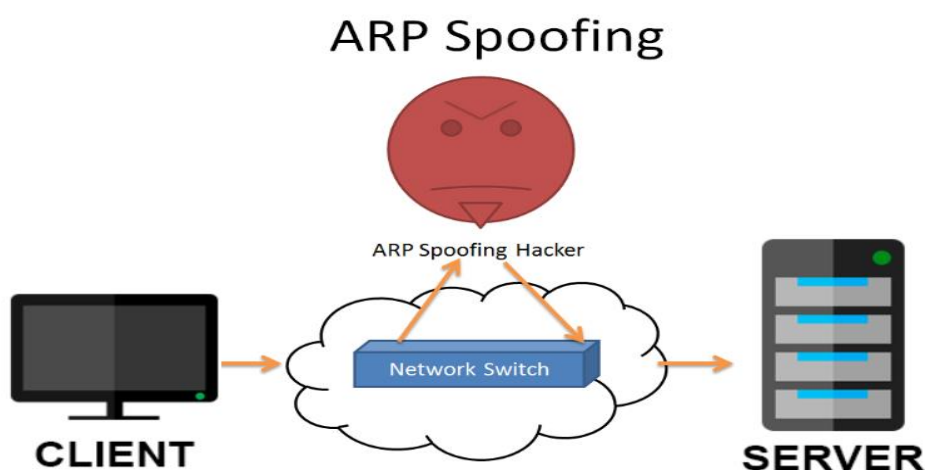 ARP Spoofing
ARP Spoofing Hacker
Network Switch
CLIENT
SERVER